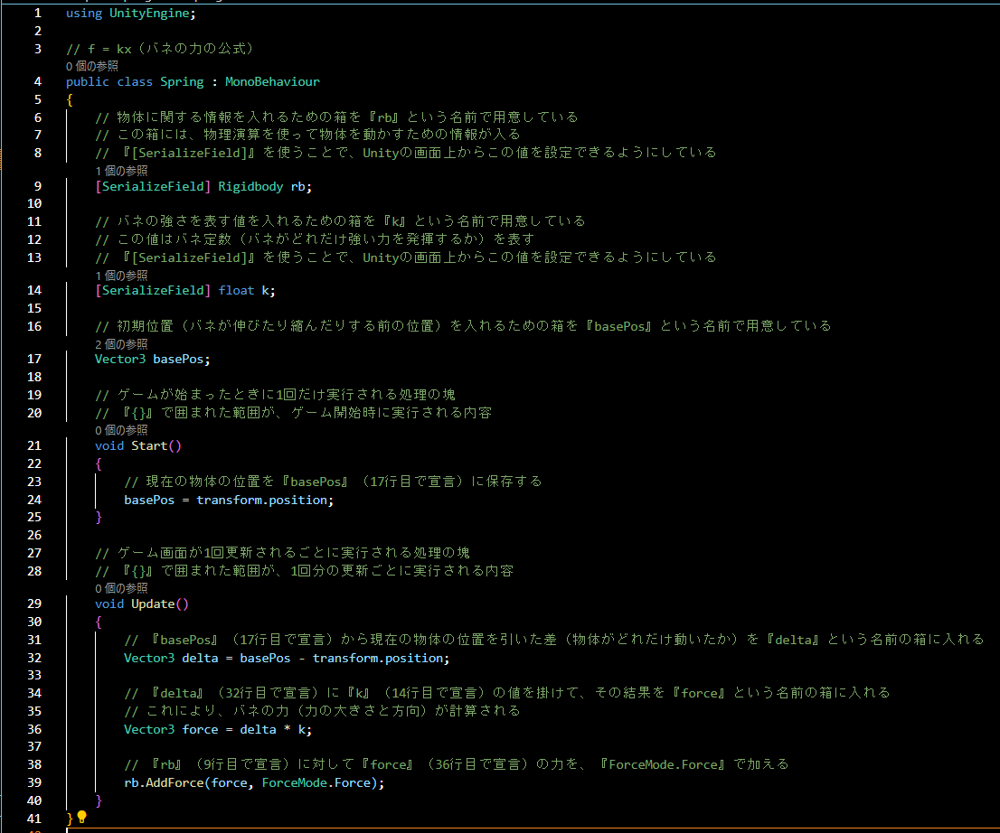 1 using UnityEngine;
2
3 // f = kx（バネの力の公式）
0 個の参照
4 public class Spring : MonoBehaviour
5 {
6 // 物体に関する情報を入れるための箱を『rb』という名前で用意している
7 // この箱には、物理演算を使って物体を動かすための情報が入る
8 // 『[SerializeField]』を使うことで、Unityの画面上からこの値を設定できるようにしている
1 個の参照
9 [SerializeField] Rigidbody rb;
10
11 // バネの強さを表す値を入れるための箱を『k』という名前で用意している
12 // この値はバネ定数（バネがどれだけ強い力を発揮するか）を表す
13 // 『[SerializeField]』を使うことで、Unityの画面上からこの値を設定できるようにしている
1 個の参照
14 [SerializeField] float k;
15
16 // 初期位置（バネが伸びたり縮んだりする前の位置）を入れるための箱を『basePos』という名前で用意している
2 個の参照
17 Vector3 basePos;
18
19 // ゲームが始まったときに1回だけ実行される処理の塊
20 // 『{}』で囲まれた範囲が、ゲーム開始時に実行される内容
0 個の参照
21 void Start()
22 {
23 // 現在の物体の位置を『basePos』（17行目で宣言）に保存する
24 basePos = transform.position;
25 }
26
27 // ゲーム画面が1回更新されるごとに実行される処理の塊
28 // 『{}』で囲まれた範囲が、1回分の更新ごとに実行される内容
0 個の参照
29 void Update()
30 {
31 // 『basePos』（17行目で宣言）から現在の物体の位置を引いた差（物体がどれだけ動いたか）を『delta』という名前の箱に入れる
32 Vector3 delta = basePos - transform.position;
33
34 // 『delta』（32行目で宣言）に『k』（14行目で宣言）の値を掛けて、その結果を『force』という名前の箱に入れる
35 // これにより、バネの力（力の大きさと方向）が計算される
36 Vector3 force = delta * k;
37
38 // 『rb』（9行目で宣言）に対して『force』（36行目で宣言）の力を、『ForceMode.Force』で加える
39 rb.AddForce(force, ForceMode.Force);
40 }
41 }